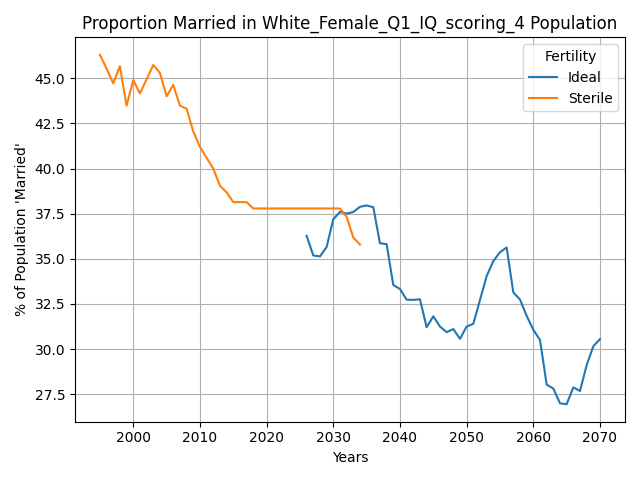 Proportion Married in White_Female_Q1_IQ_scoring_4 Population
Fertility
Ideal
Sterile
% of Population 'Married'
45.0
42.5
40.0
37.5
35.0
32.5
30.0
27.5
2000 2010 2020 2030 2040 2050 2060 2070
Years